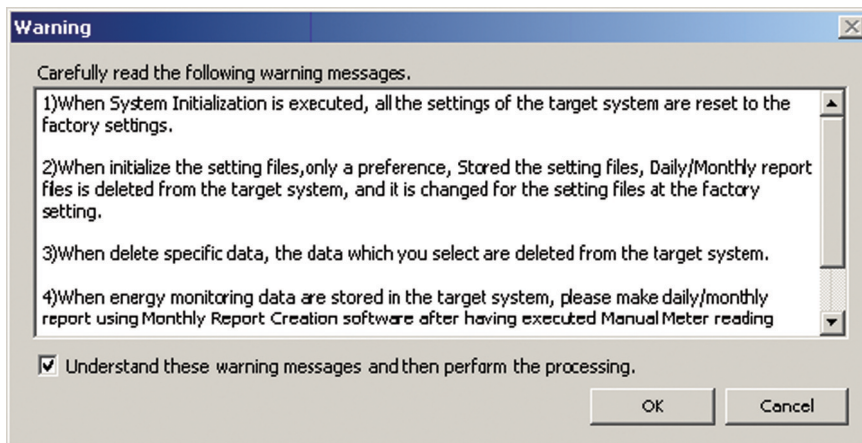 Warning
Carefully read the following warning messages.
1)When System Initialization is executed, all the settings of the target system are reset to the
factory settings.
2)When initialize the setting files,only a preference, Stored the setting files, Daily/Monthly report
files is deleted from the target system, and it is changed for the setting files at the factory
setting.
3)When delete specific data, the data which you select are deleted from the target system.
4)When energy monitoring data are stored in the target system, please make daily/monthly
report using Monthly Report Creation software after having executed Manual Meter reading
Understand these warning messages and then perform the processing.
OK Cancel